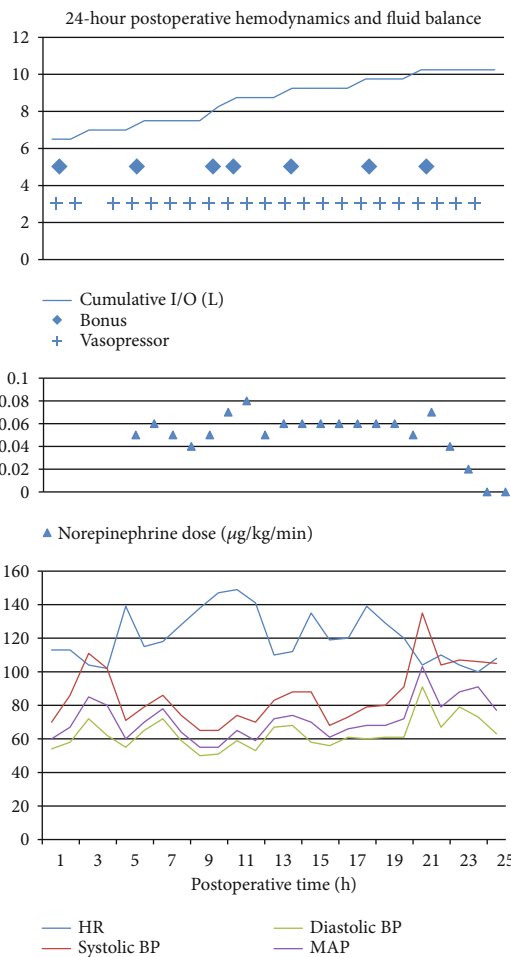 24-hour postoperative hemodynamics and fluid balance
12
10
8
6
4
2
0
Cumulative I/O (L)
Bonus
Vasopressor
0.1
0.08
0.06
0.04
0.02
0
Norepinephrine dose (μg/kg/min)
160
140
120
100
80
60
40
20
0
1 3 5 7 9 11 13 15 17 19 21 23 25
Postoperative time (h)
HR Diastolic BP
Systolic BP MAP